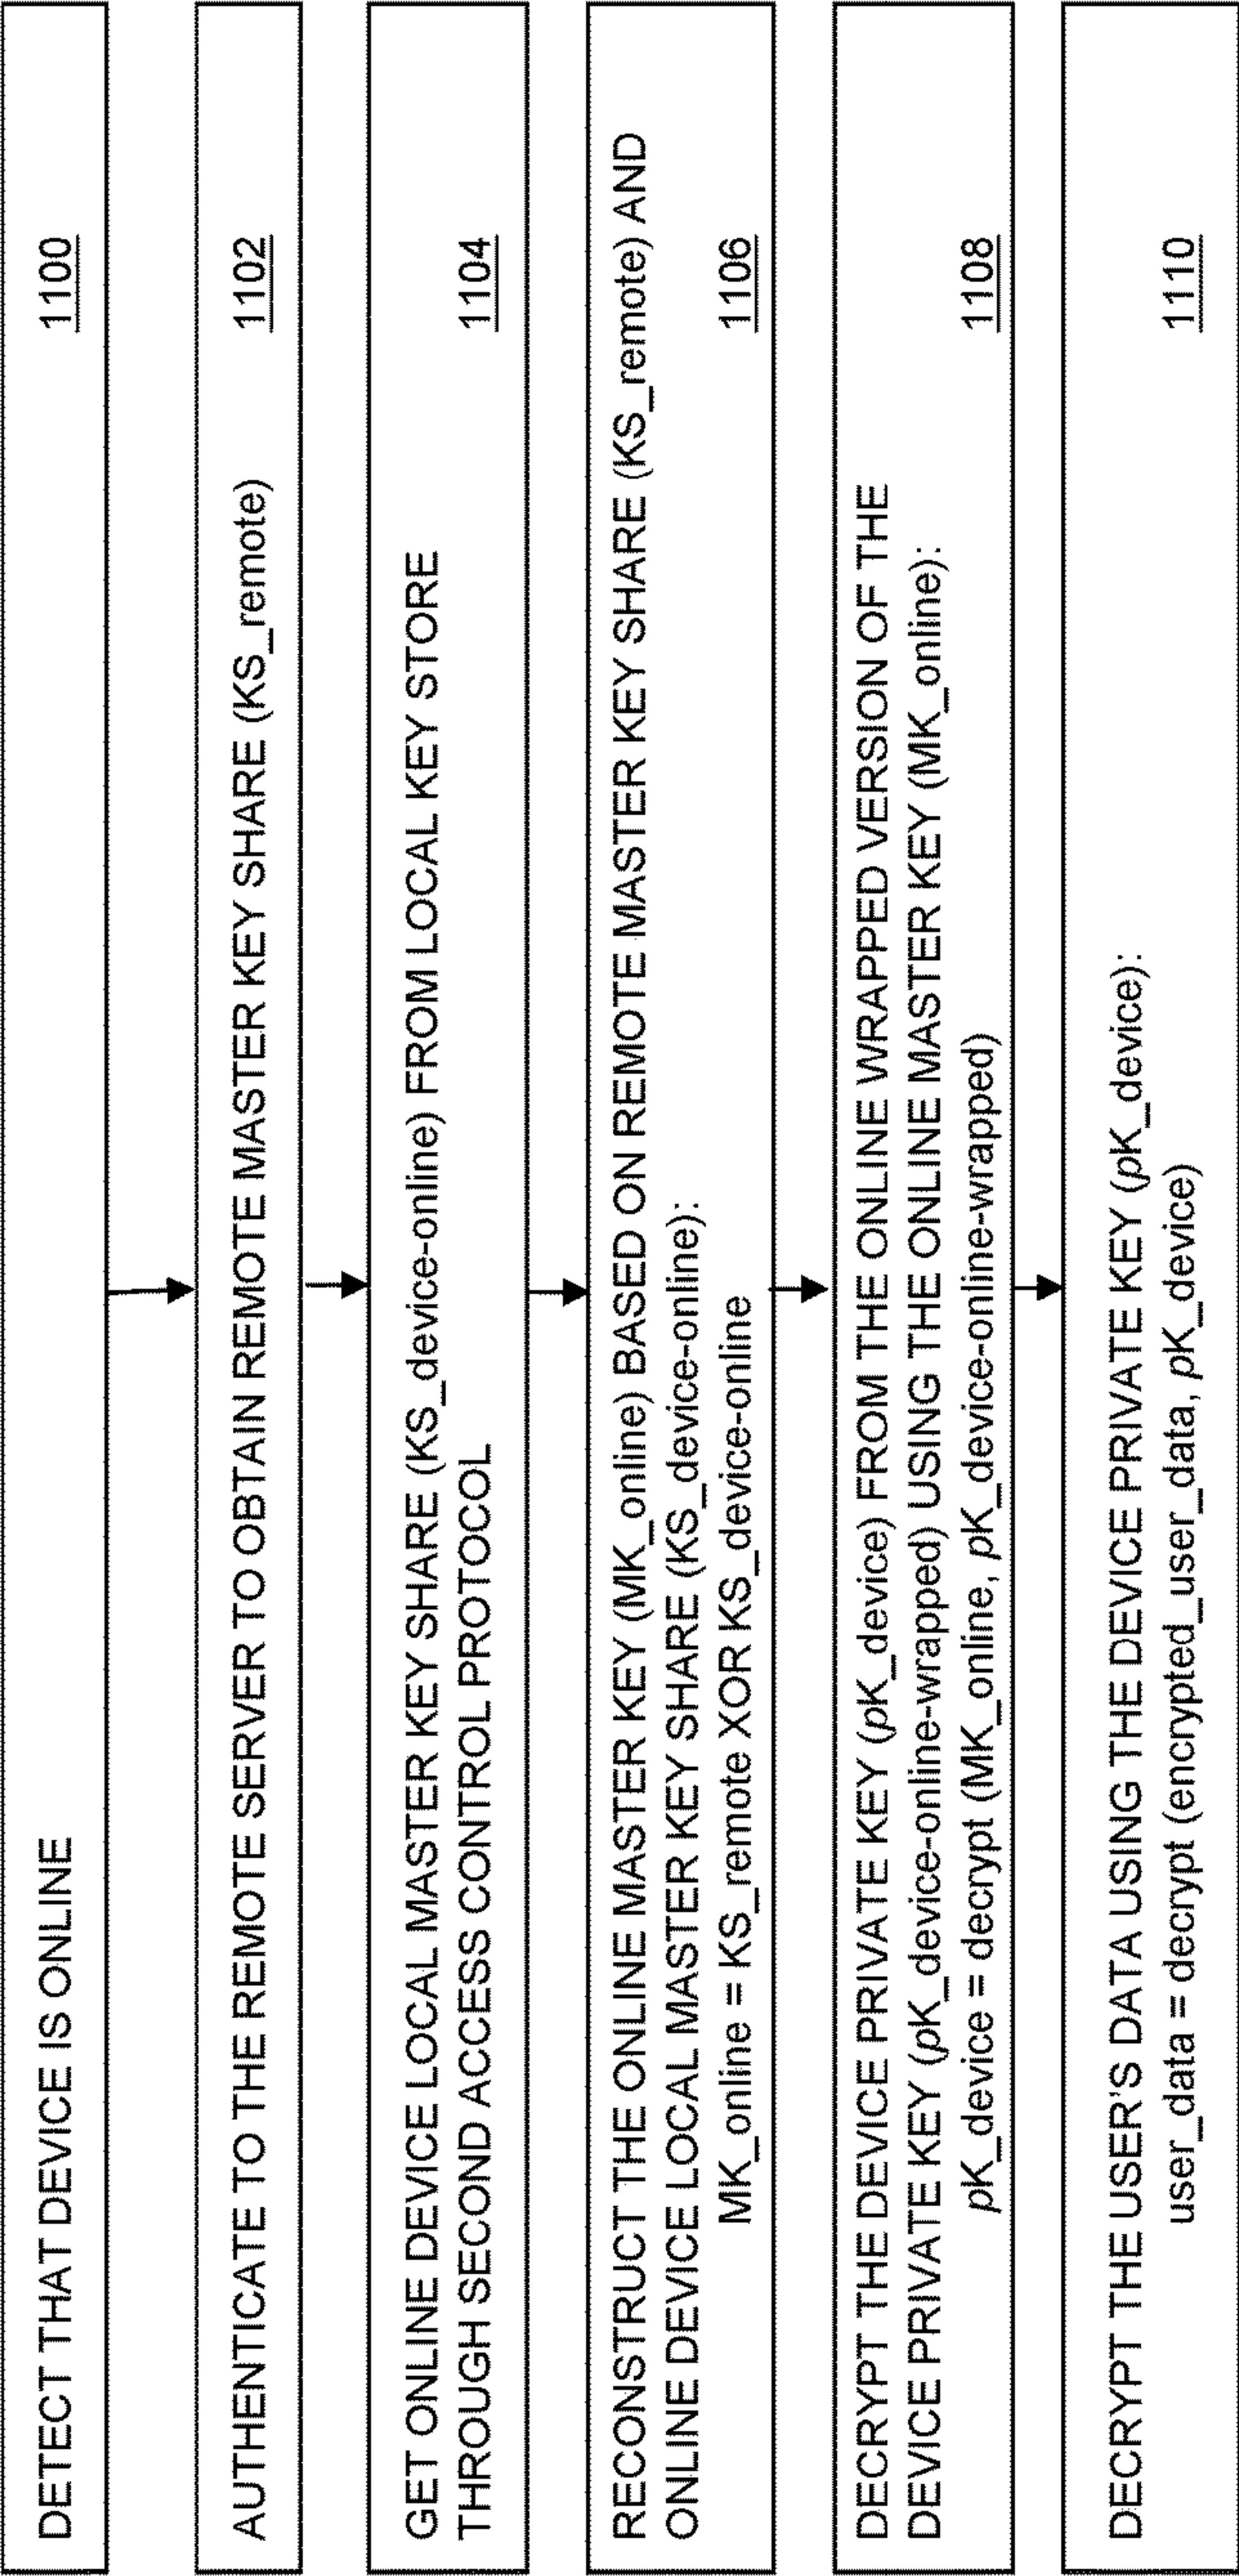 DETECT THAT DEVICE IS ONLINE
1100
AUTHENTICATE TO THE REMOTE SERVER TO OBTAIN REMOTE MASTER KEY SHARE (KS_remote)
1102
GET ONLINE DEVICE LOCAL MASTER KEY SHARE (KS_device-online) FROM LOCAL KEY STORE
THROUGH SECOND ACCESS CONTROL PROTOCOL
1104
RECONSTRUCT THE ONLINE MASTER KEY (MK_online) BASED ON REMOTE MASTER KEY SHARE (KS_remote) AND
ONLINE DEVICE LOCAL MASTER KEY SHARE (KS_device-online):
MK_online = KS_remote XOR KS_device-online
1106
DECRYPT THE DEVICE PRIVATE KEY (pK_device) FROM THE ONLINE WRAPPED VERSION OF THE
DEVICE PRIVATE KEY (pK_device-online-wrapped) USING THE ONLINE MASTER KEY (MK_online):
pK_device = decrypt (MK_online, pK_device-online-wrapped)
1108
DECRYPT THE USER'S DATA USING THE DEVICE PRIVATE KEY (pK_device):
user_data = decrypt (encrypted_user_data, pK_device)
1110